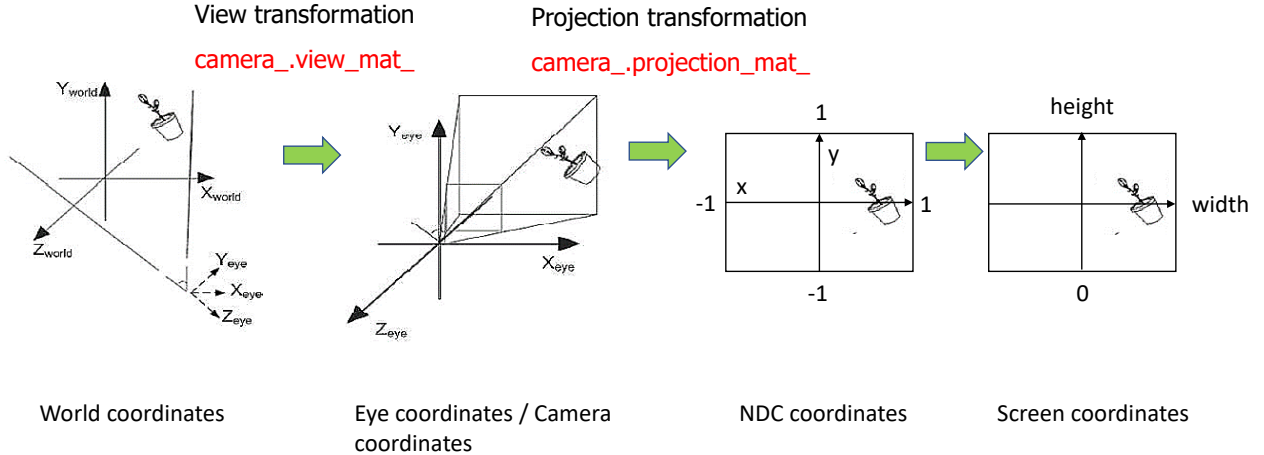 View transformation
camera_.view_mat_
Projection transformation
camera_.projection_mat_
Yworld
Xworld
Zworld
Yeye
Xeye
Zeye
Yeye
Xeye
Zeye
1
y
x
-1
1
-1
height
width
0
World coordinates
Eye coordinates / Camera
coordinates
NDC coordinates
Screen coordinates